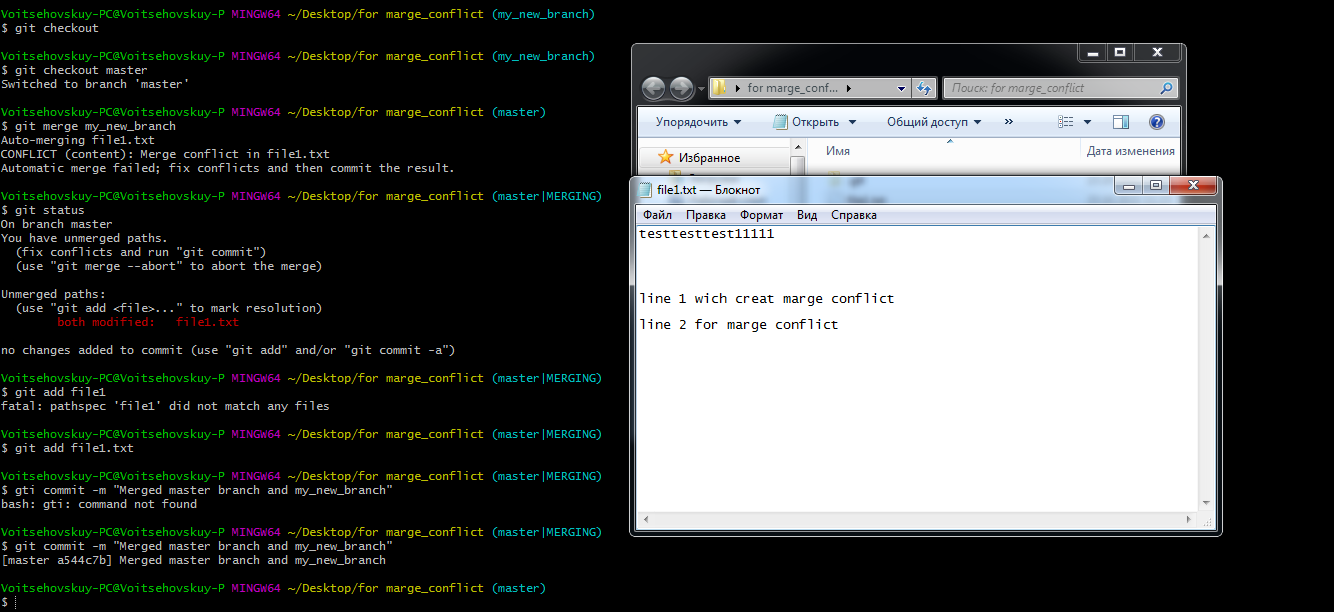 Voitsehovskuy-PC@Voitsehovskuy-P MINGW64 ~/Desktop/for marge_conflict (my_new_branch)
$ git checkout
Voitsehovskuy-PC@Voitsehovskuy-P MINGW64 ~/Desktop/for marge_conflict (my_new_branch)
$ git checkout master
Switched to branch 'master'
Voitsehovskuy-PC@Voitsehovskuy-P MINGW64 ~/Desktop/for marge_conflict (master)
$ git merge my_new_branch
Auto-merging file1.txt
CONFLICT (content): Merge conflict in file1.txt
Automatic merge failed; fix conflicts and then commit the result.
Voitsehovskuy-PC@Voitsehovskuy-P MINGW64 ~/Desktop/for marge_conflict (master|MERGING)
$ git status
On branch master
You have unmerged paths.
(fix conflicts and run "git commit")
(use "git merge --abort" to abort the merge)
Unmerged paths:
(use "git add <file>..." to mark resolution)
both modified: file1.txt
no changes added to commit (use "git add" and/or "git commit -a")
Voitsehovskuy-PC@Voitsehovskuy-P MINGW64 ~/Desktop/for marge_conflict (master|MERGING)
$ git add file1
fatal: pathspec 'file1' did not match any files
Voitsehovskuy-PC@Voitsehovskuy-P MINGW64 ~/Desktop/for marge_conflict (master|MERGING)
$ git add file1.txt
Voitsehovskuy-PC@Voitsehovskuy-P MINGW64 ~/Desktop/for marge_conflict (master|MERGING)
$ gti commit -m "Merged master branch and my_new_branch"
bash: gti: command not found
Voitsehovskuy-PC@Voitsehovskuy-P MINGW64 ~/Desktop/for marge_conflict (master|MERGING)
$ git commit -m "Merged master branch and my_new_branch"
[master a544c7b] Merged master branch and my_new_branch
Voitsehovskuy-PC@Voitsehovskuy-P MINGW64 ~/Desktop/for marge_conflict (master)
$
for marge_conf...
Поиск: for marge_conflict
Упорядочить Открыть Общий доступ »
Избранное
Имя Дата изменения
file1.txt — Блокнот
Файл Правка Формат Вид Справка
testtesttest11111
line 1 wich creat marge conflict
line 2 for marge conflict